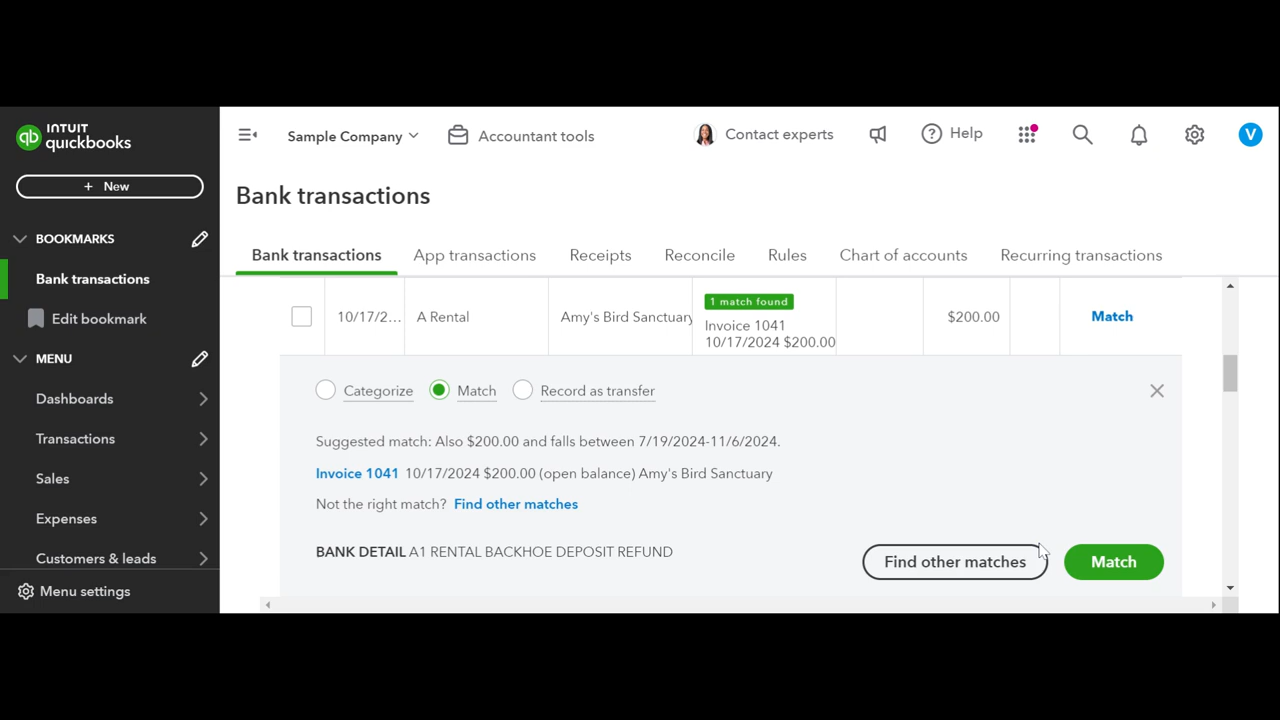 INTUIT
quickbooks
Sample Company
Accountant tools
Contact experts
Help
V
+ New
Bank transactions
BOOKMARKS
Bank transactions
Edit bookmark
MENU
Dashboards
Transactions
Sales
Expenses
Customers & leads
Menu settings
Bank transactions App transactions Receipts Reconcile Rules Chart of accounts Recurring transactions
1 match found
10/17/2... A Rental Amy's Bird Sanctuary Invoice 1041 $200.00 Match
10/17/2024 $200.00
Categorize Match Record as transfer
Suggested match: Also $200.00 and falls between 7/19/2024-11/6/2024.
Invoice 1041 10/17/2024 $200.00 (open balance) Amy's Bird Sanctuary
Not the right match? Find other matches
BANK DETAIL A1 RENTAL BACKHOE DEPOSIT REFUND
Find other matches Match